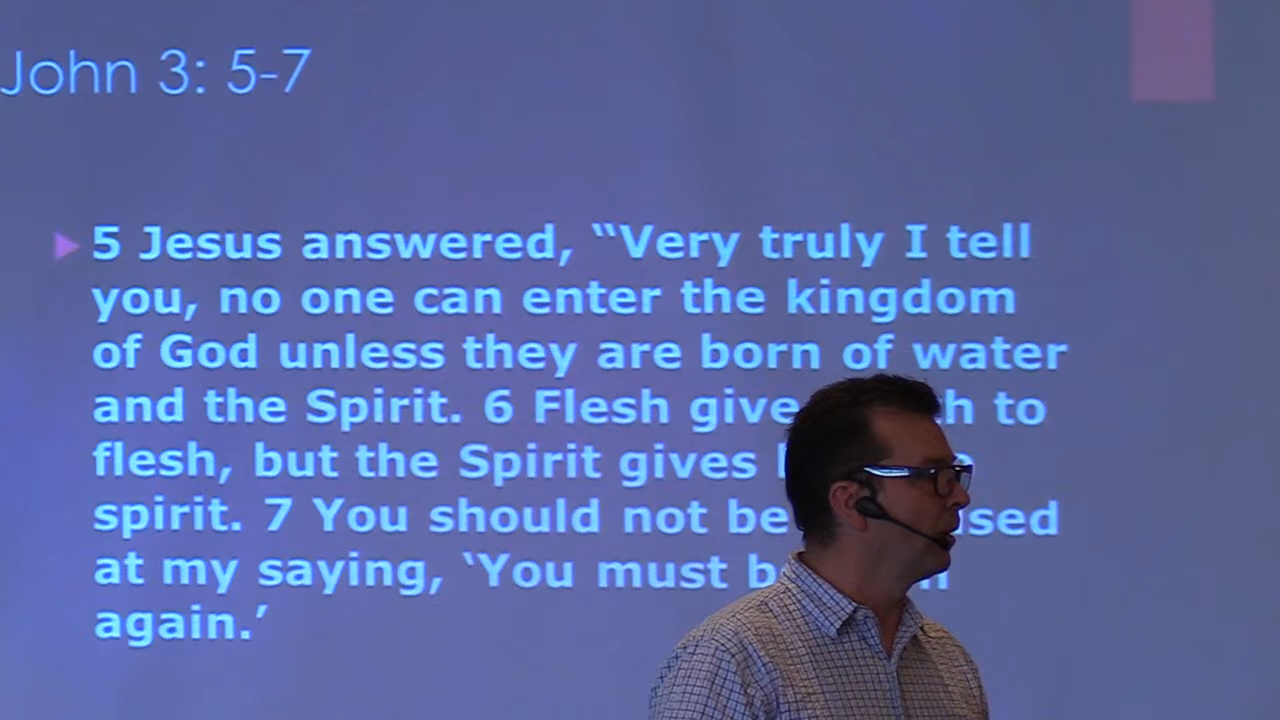 John 3: 5-7
5 Jesus answered, “Very truly I tell
you, no one can enter the kingdom
of God unless they are born of water
and the Spirit. 6 Flesh to
flesh, but the Spirit gives
spirit. 7 You should not be
at my saying, ‘You must
again.’